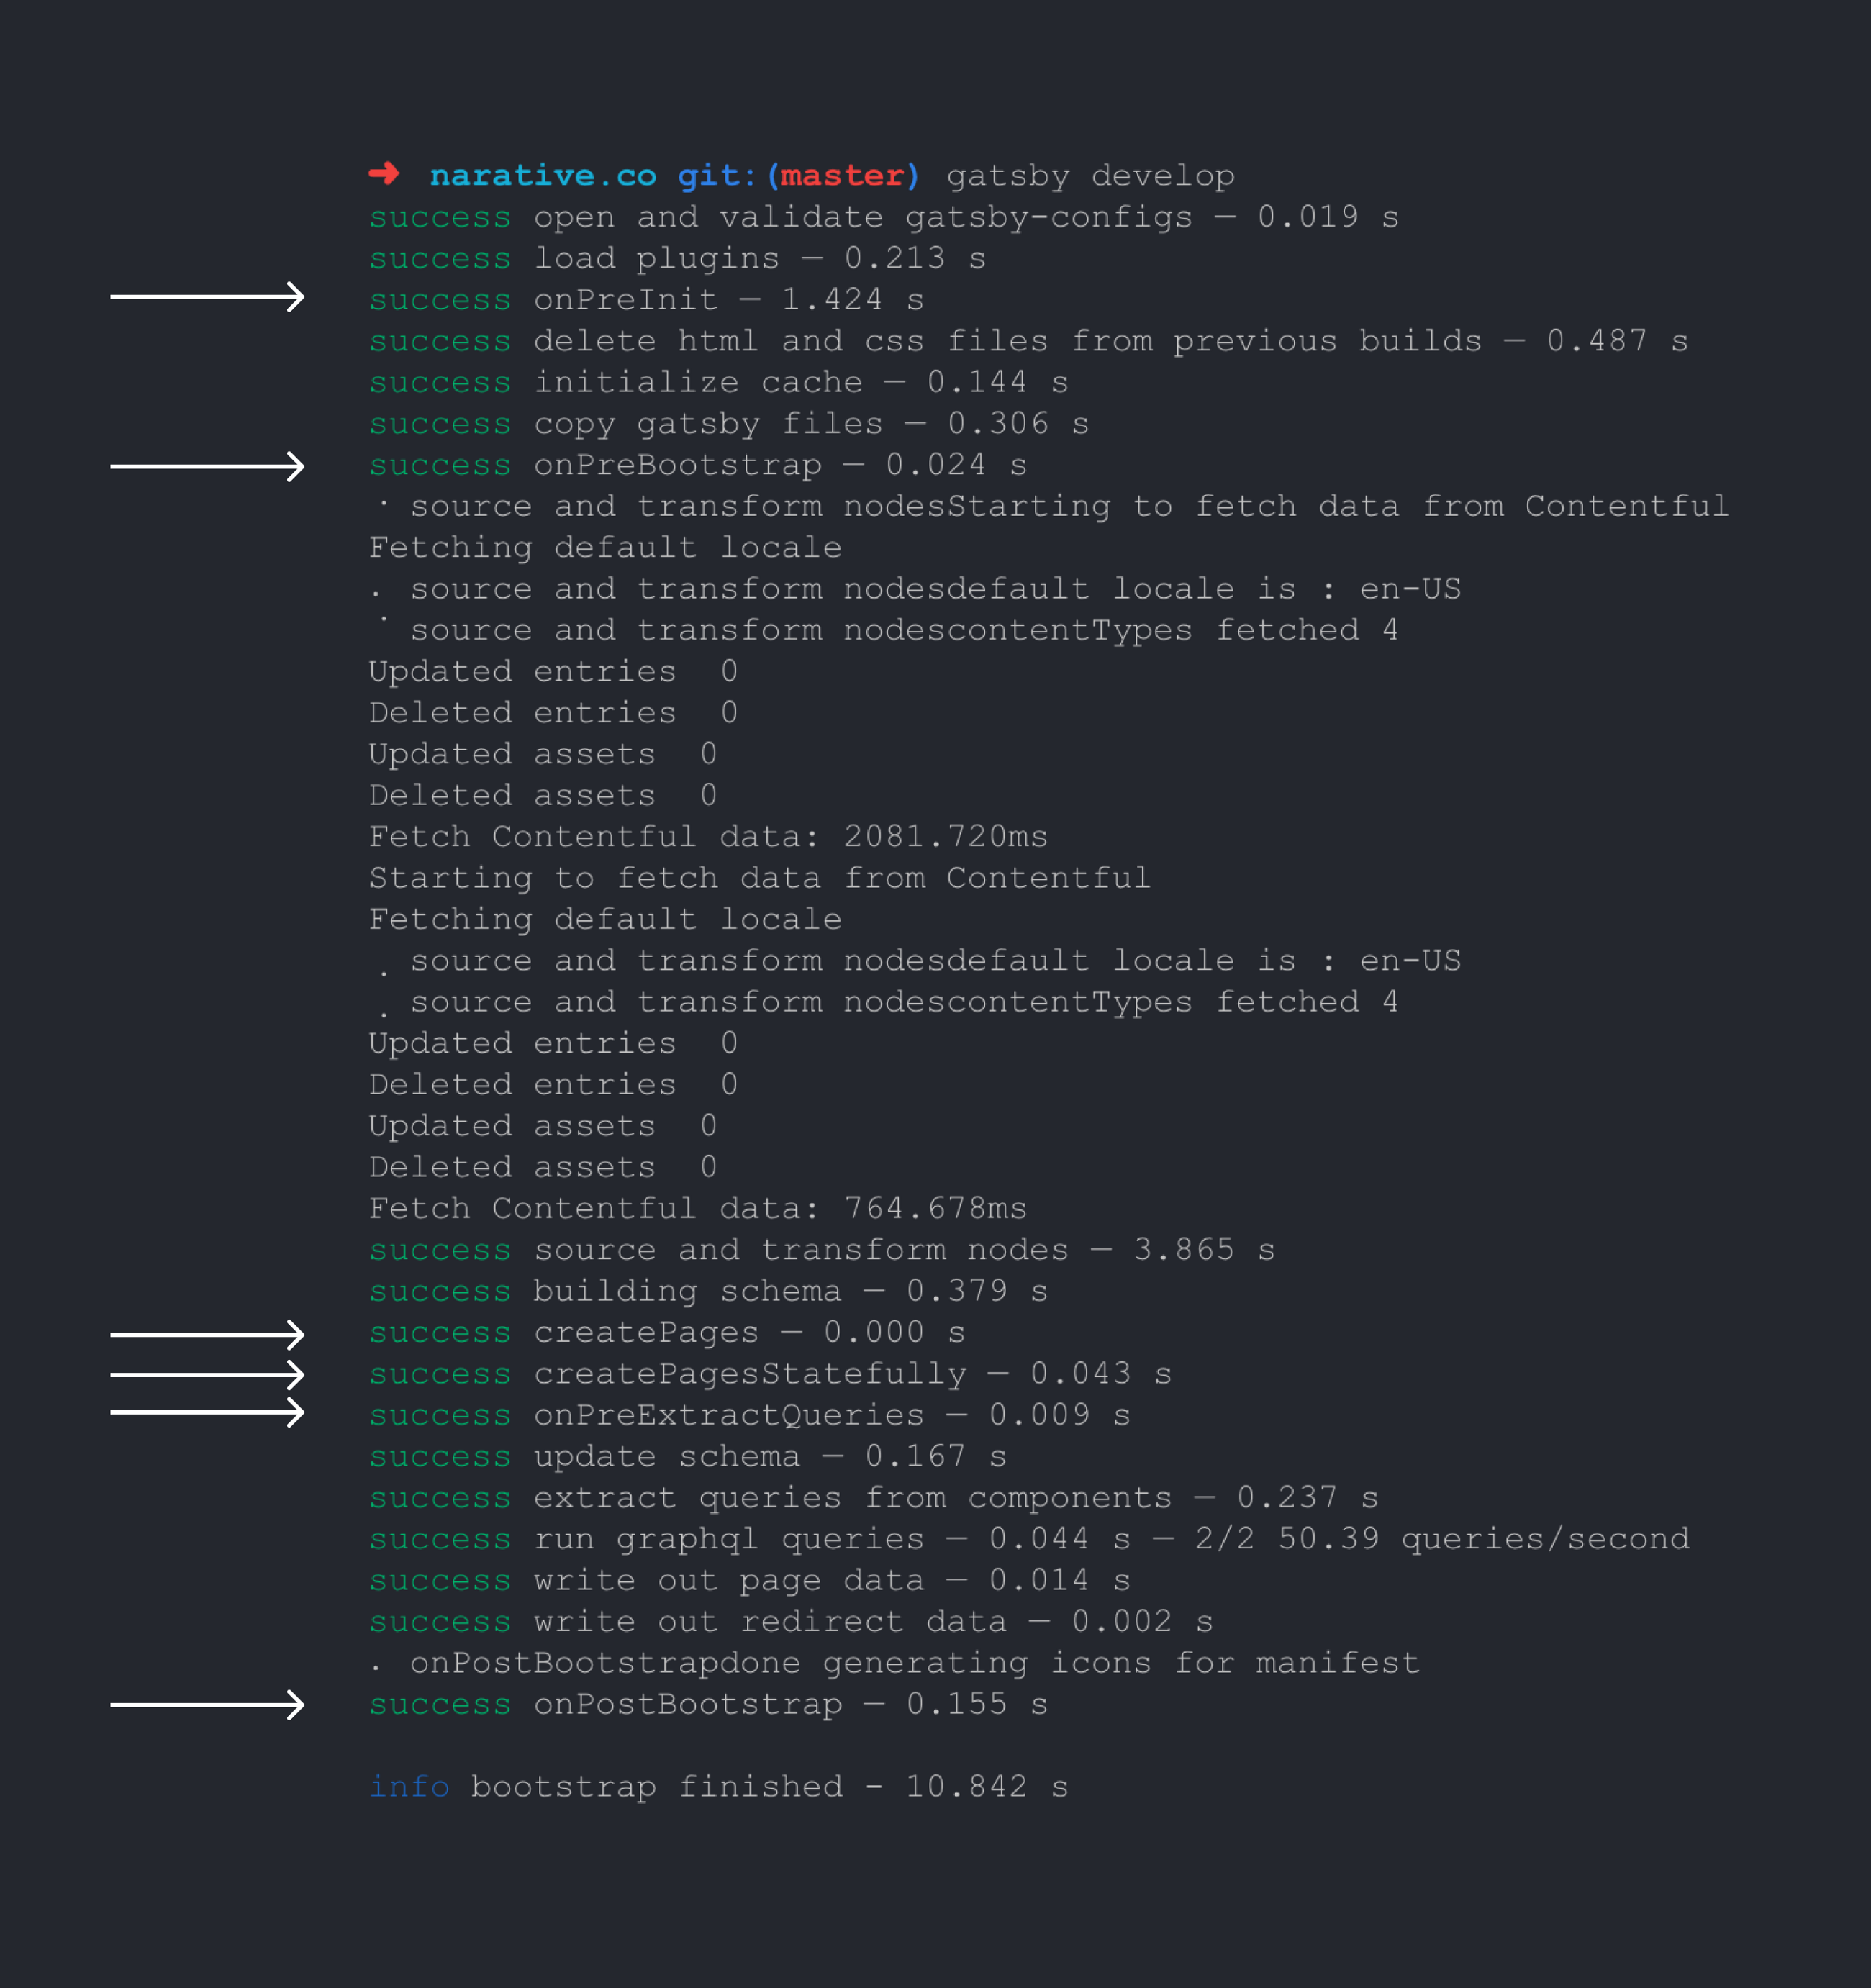 ➜ narative.co git:(master) gatsby develop
success open and validate gatsby-configs — 0.019 s
success load plugins — 0.213 s
success onPreInit — 1.424 s
success delete html and css files from previous builds — 0.487 s
success initialize cache — 0.144 s
success copy gatsby files — 0.306 s
success onPreBootstrap — 0.024 s
⠁ source and transform nodesStarting to fetch data from Contentful
Fetching default locale
⠄ source and transform nodesdefault locale is : en-US
⠈ source and transform nodescontentTypes fetched 4
Updated entries  0
Deleted entries  0
Updated assets  0
Deleted assets  0
Fetch Contentful data: 2081.720ms
Starting to fetch data from Contentful
Fetching default locale
⠠ source and transform nodesdefault locale is : en-US
⢀ source and transform nodescontentTypes fetched 4
Updated entries  0
Deleted entries  0
Updated assets  0
Deleted assets  0
Fetch Contentful data: 764.678ms
success source and transform nodes — 3.865 s
success building schema — 0.379 s
success createPages — 0.000 s
success createPagesStatefully — 0.043 s
success onPreExtractQueries — 0.009 s
success update schema — 0.167 s
success extract queries from components — 0.237 s
success run graphql queries — 0.044 s — 2/2 50.39 queries/second
success write out page data — 0.014 s
success write out redirect data — 0.002 s
⠄ onPostBootstrapdone generating icons for manifest
success onPostBootstrap — 0.155 s
info bootstrap finished - 10.842 s